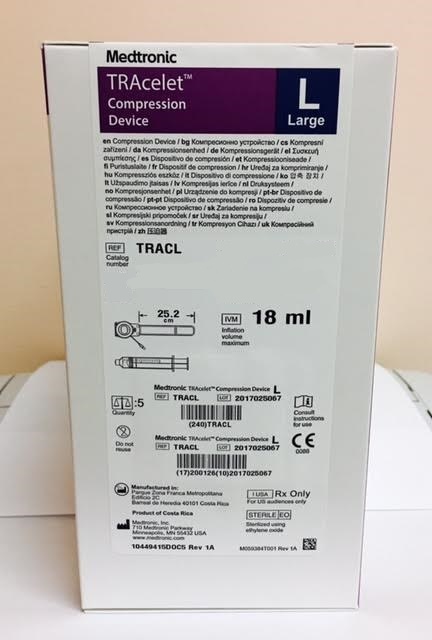 Medtronic
TRAcelet™
Compression
Device
L
Large
en Compression Device / bg Компресионно устройство / cs Kompresní
zařízení / da Kompressionsenhed / de Kompressionsgerät / el Συσκευή
συμπίεσης / es Dispositivo de compresión / et Kompressiooniseade /
fi Puristuslaite / fr Dispositif de compression / hr Uređaj za komprimiranje /
hu Kompressziós eszköz / it Dispositivo di compressione / ko 압축 장치 /
lt Užspaudimo įtaisas / lv Kompresijas ierīce / nl Druksysteem /
no Kompresjonsenhet / pl Urządzenie uciskowe / pt-br Dispositivo de
compressão / pt-pt Dispositivo de compressão / ro Dispozitiv de compresie /
ru Компрессионное устройство / sk Zariadenie na kompresiu /
sl Kompresijski pripomoček / sr Uređaj za kompresiju /
sv Kompressionsanordning / tr Kompresyon Cihazı / uk Компресійний
пристрій / zh 压迫器
REF TRACL
Catalog
number
25.2
cm
IVM 18 ml
Inflation
volume
maximum
Medtronic TRAcelet™ Compression Device L
REF TRACL LOT 2017025067
:5
Quantity
(240)TRACL
Consult
instructions
for use
Medtronic TRAcelet™ Compression Device L
REF TRACL LOT 2017025067
2
Do not
reuse
(17)200126(10)2017025067
CE
0086
Manufactured in:
Parque Zona Franca Metropolitana
Edificio 2C
Barreal de Heredia 40101 Costa Rica
! USA Rx Only
For US audiences only
Product of Costa Rica
STERILE EO
Sterilized using
ethylene oxide
Medtronic, Inc.
710 Medtronic Parkway
Minneapolis, MN 55432 USA
www.medtronic.com
10449415DOC5 Rev 1A
M059384T001 Rev 1A